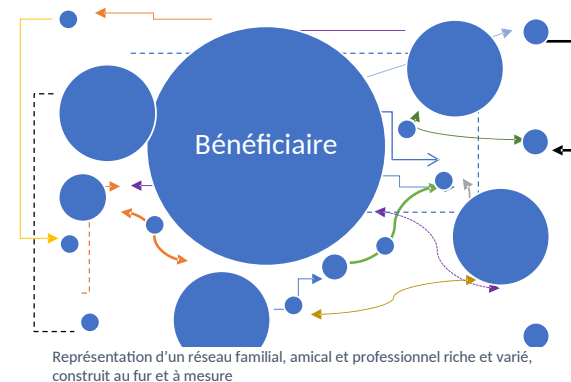 Bénéficiaire
Représentation d'un réseau familial, amical et professionnel riche et varié,
construit au fur et à mesure